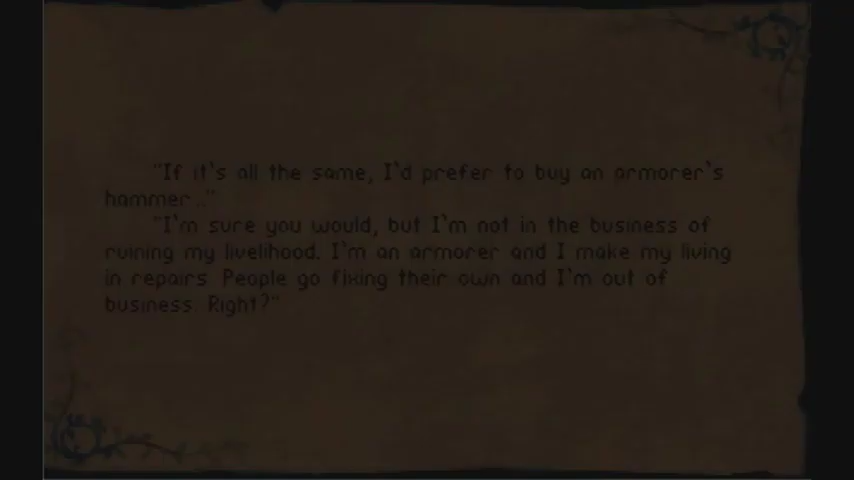 "If it's all the same, I'd prefer to buy an armorer's
hammer..."
"I'm sure you would, but I'm not in the business of
ruining my livelihood. I'm an armorer and I make my living
in repairs. People go fixing their own and I'm out of
business. Right?"